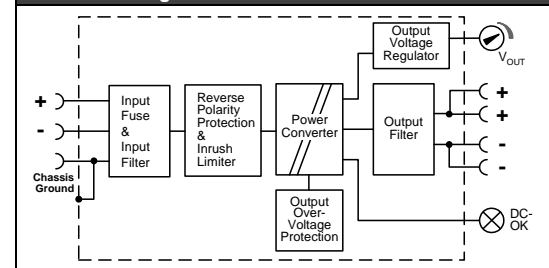 Output
Voltage
Regulator
VOUT
+
-
Chassis
Ground
Input
Fuse
&
Input
Filter
Reverse
Polarity
Protection
&
Inrush
Limiter
Power
Converter
Output
Filter
+
+
-
-
Output
Over-
Voltage
Protection
DC-
OK